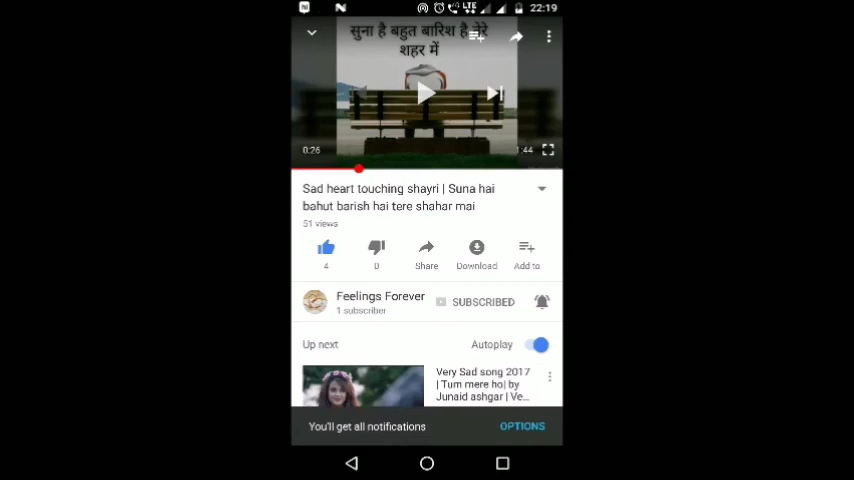 LTE 22:19
सुना है बहुत बारिश है तेरे
शहर में
0:26
1:44
Sad heart touching shayri | Suna hai
bahut barish hai tere shahar mai
51 views
4 0 Share Download Add to
Feelings Forever SUBSCRIBED
1 subscriber
Up next Autoplay
Very Sad song 2017
| Tum mere ho| by
Junaid ashgar | Ve...
You'll get all notifications OPTIONS